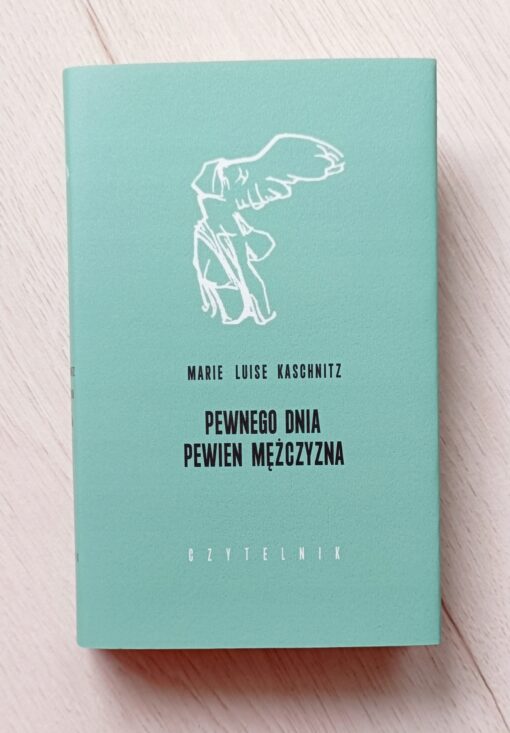 MARIE LUISE KASCHNITZ
PEWNEGO DNIA
PEWIEN MĘŻCZYZNA
CZYTELNIK